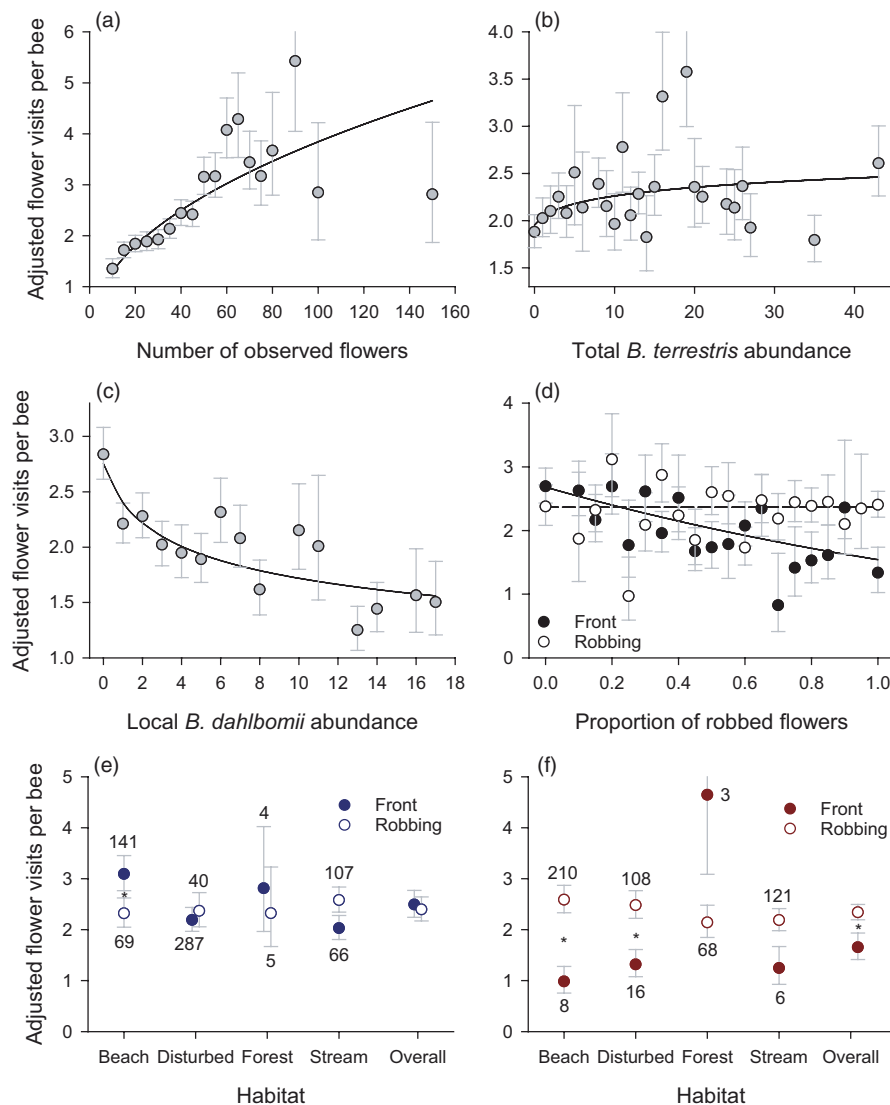 (a)
6
5
4
3
2
1
0 20 40 60 80 100 120 140 160
Adjusted flower visits per bee
Number of observed flowers
(b)
4.0
3.5
3.0
2.5
2.0
1.5
0 10 20 30 40
Total B. terrestris abundance
(c)
3.0
2.5
2.0
1.5
1.0
0 2 4 6 8 10 12 14 16 18
Adjusted flower visits per bee
Local B. dahlbomii abundance
(d)
4
3
2
1
0
Front
Robbing
0.0 0.2 0.4 0.6 0.8 1.0
Proportion of robbed flowers
(e)
5
4
3
2
1
0
Front
Robbing
141
*
69
40
287
4
5
107
66
Beach Disturbed Forest Stream Overall
Adjusted flower visits per bee
Habitat
(f)
5
4
3
2
1
0
Front
Robbing
210
*
8
108
*
16
3
68
121
6
*
Beach Disturbed Forest Stream Overall
Habitat